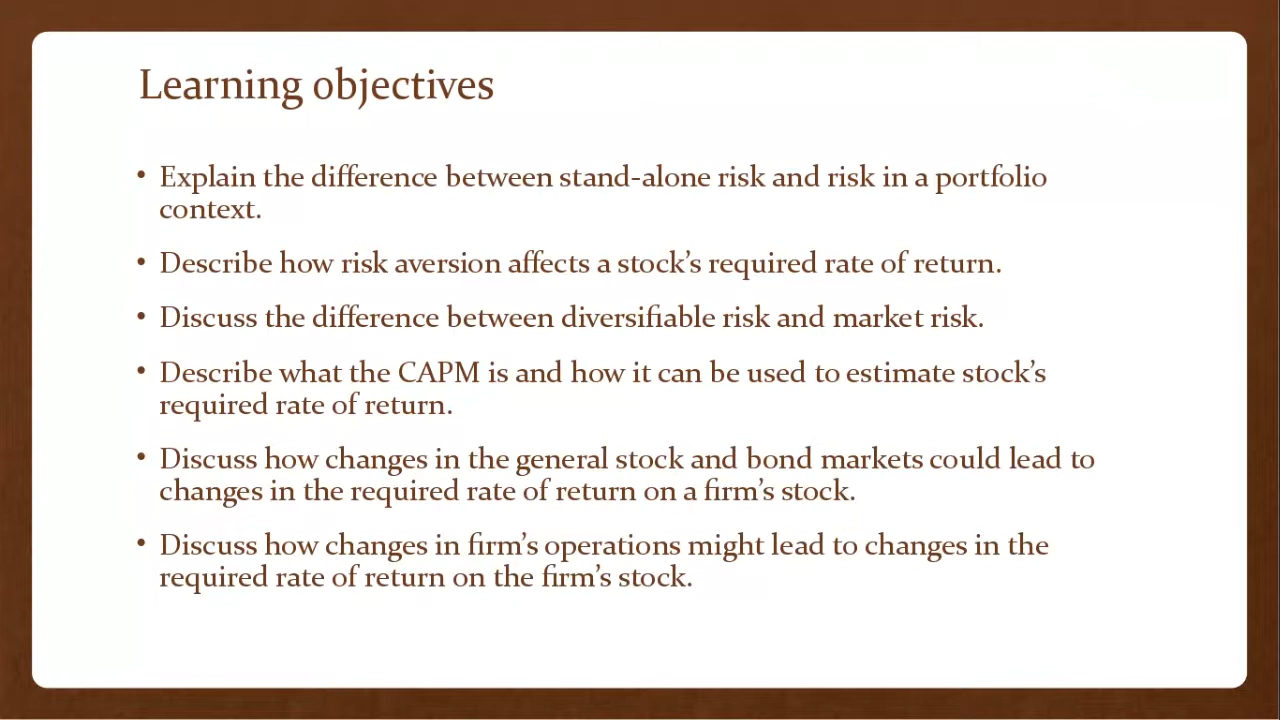 Learning objectives
• Explain the difference between stand-alone risk and risk in a portfolio
context.
• Describe how risk aversion affects a stock’s required rate of return.
• Discuss the difference between diversifiable risk and market risk.
• Describe what the CAPM is and how it can be used to estimate stock’s
required rate of return.
• Discuss how changes in the general stock and bond markets could lead to
changes in the required rate of return on a firm’s stock.
• Discuss how changes in firm’s operations might lead to changes in the
required rate of return on the firm’s stock.